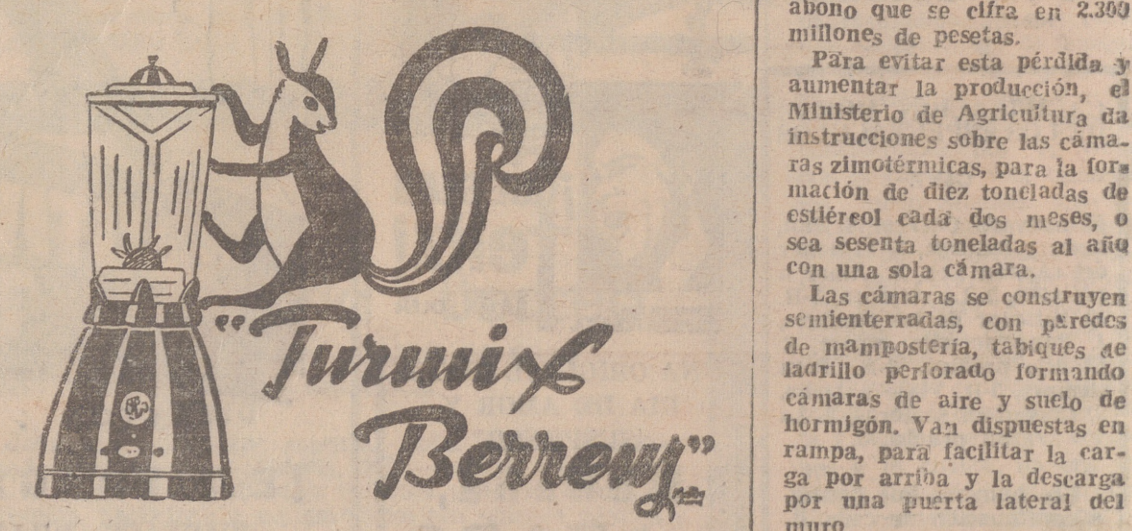 "Turmix
Berrens"
abono que se cifra en 2.300
millones de pesetas.
Para evitar esta pérdida y
aumentar la producción, el
Ministerio de Agricultura da
instrucciones sobre las cáma-
ras zimotérmicas, para la for-
mación de diez toneladas de
estiéreol cada dos meses, o
sea sesenta toneladas al año
con una sola cámara.
Las cámaras se construyen
semienterradas, con paredes
de mampostería, tabiques de
ladrillo perforado formando
cámaras de aire y suelo de
hormigón. Van dispuestas en
rampa, para facilitar la car-
ga por arriba y la descarga
por una puerta lateral del
muro